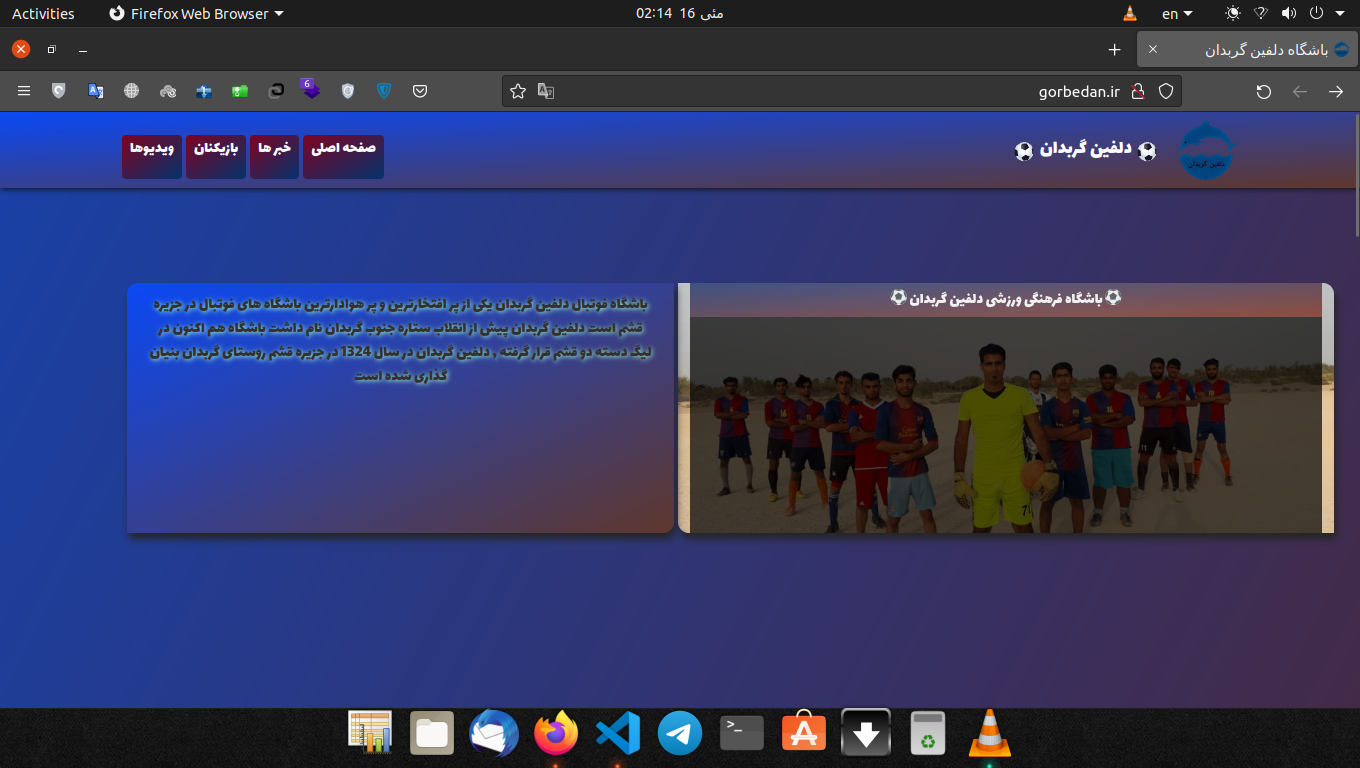 Activities
Firefox Web Browser
02:14 16 مئی
en
باشگاه دلفین گربدان
6
gorbedan.ir
دلفین گربدان
دلفین گربدان
صفحه اصلی
خبر ها
بازیکنان
ویدیوها
باشگاه فرهنگی ورزشی دلفین گربدان
باشگاه فوتبال دلفین گربدان یکی از پر افتخارترین و پر هوادارترین باشگاه های فوتبال در جزیره
قشم است دلفین گربدان پیش از انقلاب ستاره جنوب گربدان نام داشت باشگاه هم اکنون در
لیگ دسته دو قشم قرار گرفته , دلفین گربدان در سال 1324 در جزیره قشم روستای گربدان بنیان
گذاری شده است